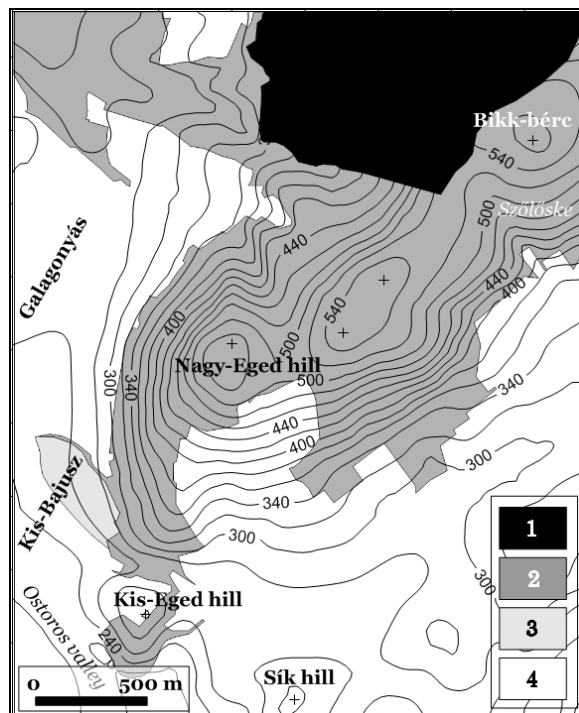 Bikk-bérc
540
Szőlőske
500
440
440
400
Galagonyás
540
400
500
Nagy-Eged hill
500
300
340
340
440
400
Kis-Bajusz
340
300
300
300
Kis-Eged hill
240
Ostoros valley
Sík hill
0 500 m
1
2
3
4